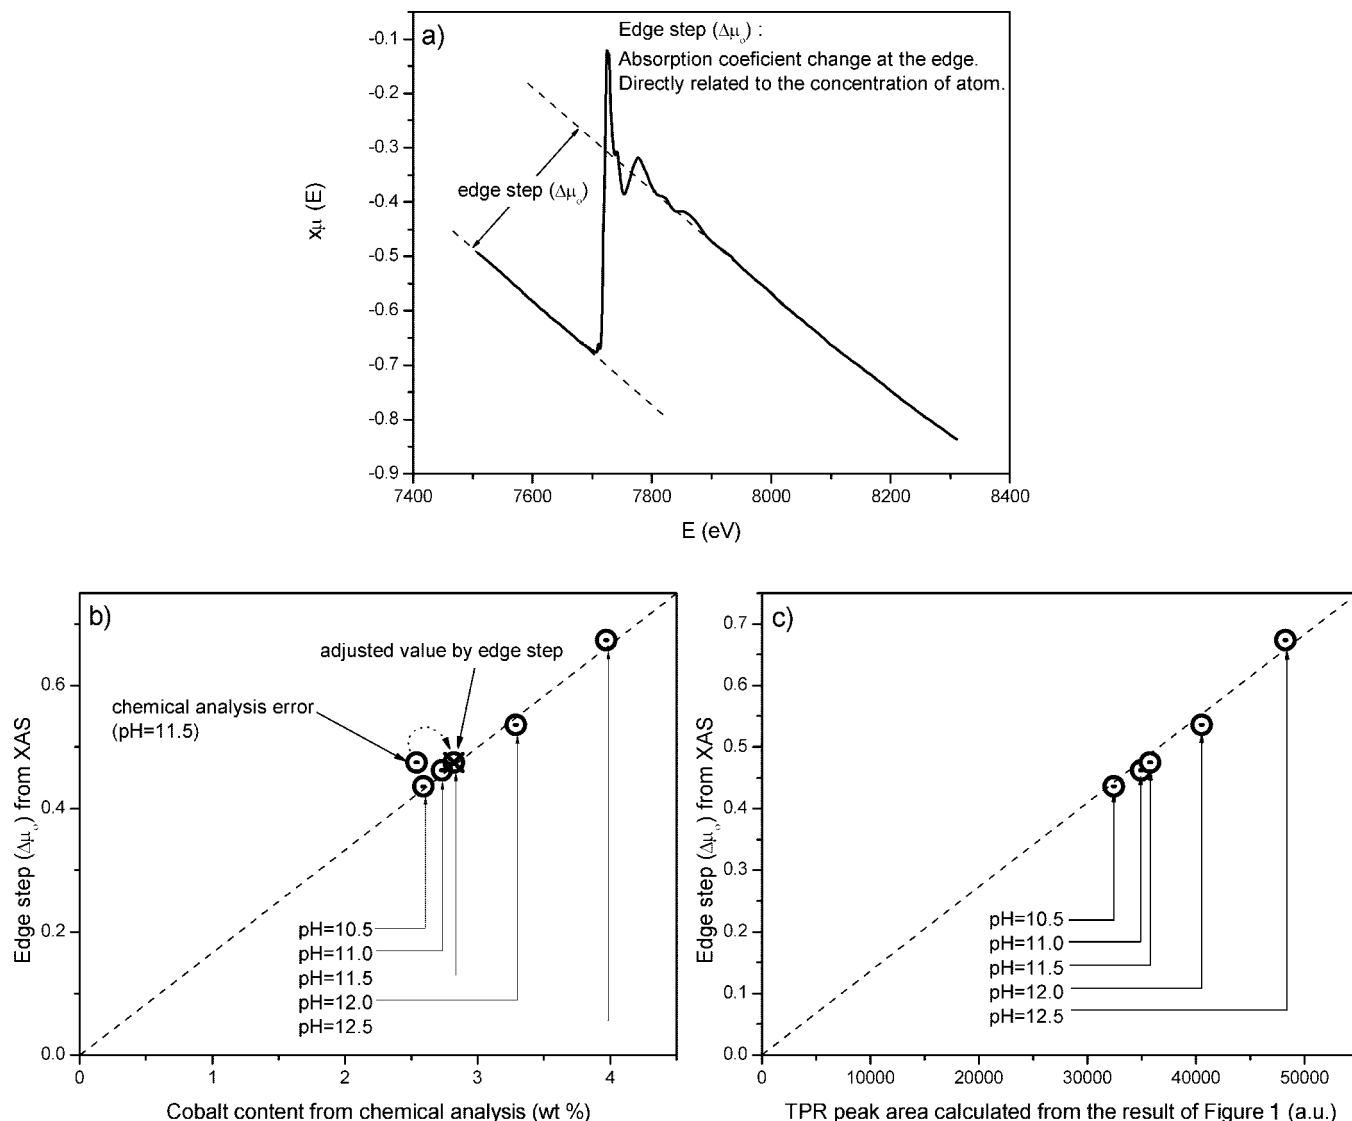 a)
Edge step (Δμₒ) :
Absorption coeficient change at the edge.
Directly related to the concentration of atom.
edge step (Δμₒ)
xμ (E)
-0.1
-0.2
-0.3
-0.4
-0.5
-0.6
-0.7
-0.8
-0.9
7400 7600 7800 8000 8200 8400
E (eV)
b)
adjusted value by edge step
chemical analysis error
(pH=11.5)
pH=10.5
pH=11.0
pH=11.5
pH=12.0
pH=12.5
Edge step (Δμₒ) from XAS
0.6
0.4
0.2
0.0
0 1 2 3 4
Cobalt content from chemical analysis (wt %)
c)
pH=10.5
pH=11.0
pH=11.5
pH=12.0
pH=12.5
Edge step (Δμₒ) from XAS
0.7
0.6
0.5
0.4
0.3
0.2
0.1
0.0
0 10000 20000 30000 40000 50000
TPR peak area calculated from the result of Figure 1 (a.u.)